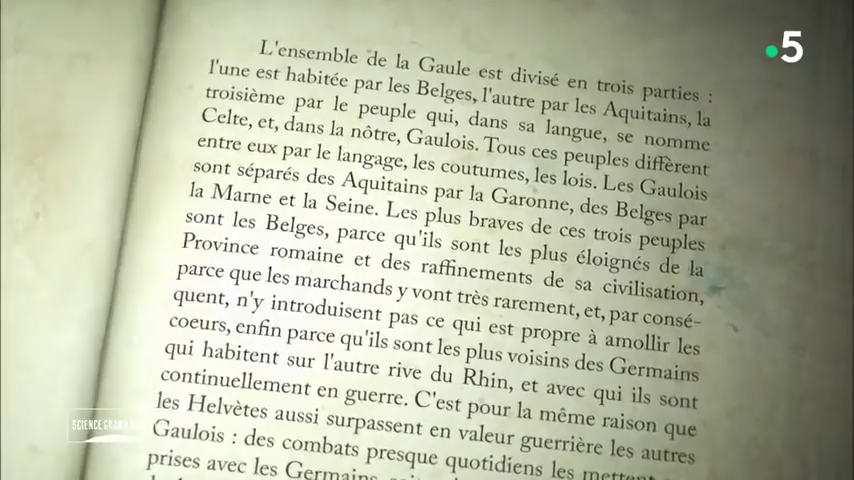 5
L'ensemble de la Gaule est divisé en trois parties :
l'une est habitée par les Belges, l'autre par les Aquitains, la
troisième par le peuple qui, dans sa langue, se nomme
Celte, et, dans la nôtre, Gaulois. Tous ces peuples diffèrent
entre eux par le langage, les coutumes, les lois. Les Gaulois
sont séparés des Aquitains par la Garonne, des Belges par
la Marne et la Seine. Les plus braves de ces trois peuples
sont les Belges, parce qu'ils sont les plus éloignés de la
Province romaine et des raffinements de sa civilisation,
parce que les marchands y vont très rarement, et, par consé-
quent, n'y introduisent pas ce qui est propre à amollir les
coeurs, enfin parce qu'ils sont les plus voisins des Germains
qui habitent sur l'autre rive du Rhin, et avec qui ils sont
continuellement en guerre. C'est pour la même raison que
les Helvètes aussi surpassent en valeur guerrière les autres
Gaulois : des combats presque quotidiens les mettent
prises avec les Germains
SCIENCE GRAND